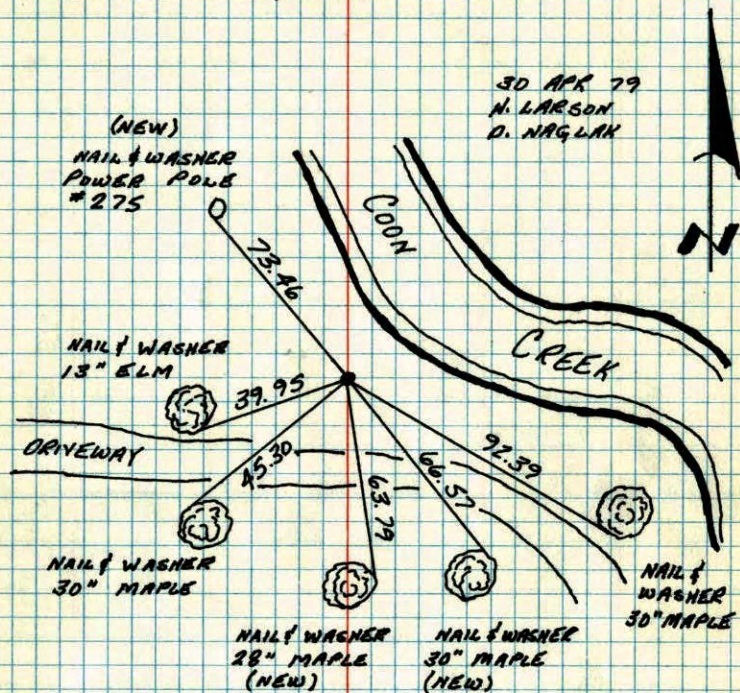 30 APR 79
N. LARSON
D. NAGLAK
(NEW)
NAIL & WASHER
POWER POLE
#275
COON
CREEK
N
73.46
NAIL & WASHER
13" ELM
39.95
DRIVEWAY
45.30
63.79
66.57
92.39
NAIL & WASHER
30" MAPLE
NAIL & WASHER
28" MAPLE
(NEW)
NAIL & WASHER
30" MAPLE
(NEW)
NAIL &
WASHER
30" MAPLE